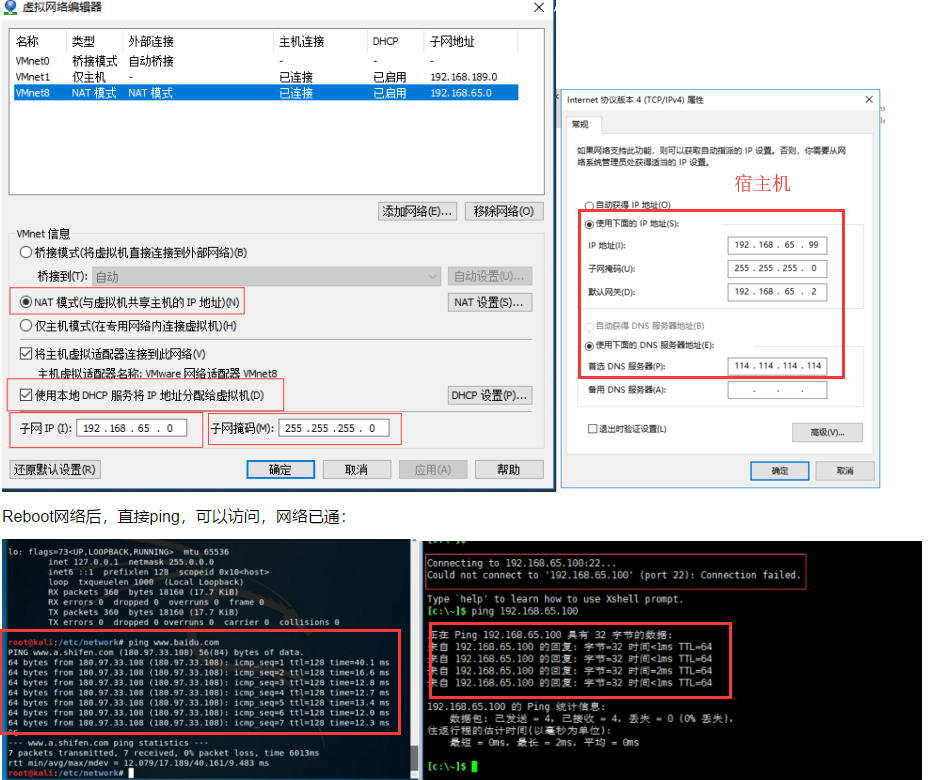 虚拟网络编辑器
名称 类型 外部连接 主机连接 DHCP 子网地址
VMnet0 桥接模式 自动桥接 - - -
VMnet1 仅主机 - 已连接 已启用 192.168.189.0
VMnet8 NAT 模式 NAT 模式 已连接 已启用 192.168.65.0
添加网络(E)... 移除网络(O)
VMnet 信息
桥接模式(将虚拟机直接连接到外部网络)(B)
桥接到(T): 自动 自动设置(U)...
NAT 模式(与虚拟机共享主机的 IP 地址)(N) NAT 设置(S)...
仅主机模式(在专用网络内连接虚拟机)(H)
将主机虚拟适配器连接到此网络(V)
主机虚拟适配器名称: VMware 网络适配器 VMnet8
使用本地 DHCP 服务将 IP 地址分配给虚拟机(D) DHCP 设置(P)...
子网 IP (I): 192 .168 . 65 . 0 子网掩码(M): 255 .255 .255 . 0
还原默认设置(R) 确定 取消 应用(A) 帮助
Internet 协议版本 4 (TCP/IPv4) 属性
常规
如果网络支持此功能，则可以获取自动指派的 IP 设置。否则，你需要从网
络系统管理员处获得适当的 IP 设置。
宿主机
自动获得 IP 地址(O)
使用下面的 IP 地址(S):
IP 地址(I): 192 . 168 . 65 . 99
子网掩码(U): 255 . 255 . 255 . 0
默认网关(D): 192 . 168 . 65 . 2
自动获得 DNS 服务器地址(B)
使用下面的 DNS 服务器地址(E):
首选 DNS 服务器(P): 114 . 114 . 114 . 114
备用 DNS 服务器(A): . . .
退出时验证设置(L) 高级(V)...
确定 取消
Reboot网络后，直接ping，可以访问，网络已通：
lo: flags=73<UP,LOOPBACK,RUNNING> mtu 65536
inet 127.0.0.1 netmask 255.0.0.0
inet6 ::1 prefixlen 128 scopeid 0x10<host>
loop txqueuelen 1000 (Local Loopback)
RX packets 360 bytes 18160 (17.7 KiB)
RX errors 0 dropped 0 overruns 0 frame 0
TX packets 360 bytes 18160 (17.7 KiB)
TX errors 0 dropped 0 overruns 0 carrier 0 collisions 0
root@kali:/etc/network# ping www.baidu.com
PING www.a.shifen.com (180.97.33.108) 56(84) bytes of data.
64 bytes from 180.97.33.108 (180.97.33.108): icmp_seq=1 ttl=128 time=40.1 ms
64 bytes from 180.97.33.108 (180.97.33.108): icmp_seq=2 ttl=128 time=16.6 ms
64 bytes from 180.97.33.108 (180.97.33.108): icmp_seq=3 ttl=128 time=12.8 ms
64 bytes from 180.97.33.108 (180.97.33.108): icmp_seq=4 ttl=128 time=12.7 ms
64 bytes from 180.97.33.108 (180.97.33.108): icmp_seq=5 ttl=128 time=13.4 ms
64 bytes from 180.97.33.108 (180.97.33.108): icmp_seq=6 ttl=128 time=12.0 ms
64 bytes from 180.97.33.108 (180.97.33.108): icmp_seq=7 ttl=128 time=12.3 ms
--- www.a.shifen.com ping statistics ---
7 packets transmitted, 7 received, 0% packet loss, time 6013ms
rtt min/avg/max/mdev = 12.079/17.189/40.161/9.483 ms
root@kali:/etc/network#
Connecting to 192.168.65.100:22...
Could not connect to '192.168.65.100' (port 22): Connection failed.
Type `help' to learn how to use Xshell prompt.
[c:\~]$ ping 192.168.65.100
正在 Ping 192.168.65.100 具有 32 字节的数据:
来自 192.168.65.100 的回复: 字节=32 时间<1ms TTL=64
来自 192.168.65.100 的回复: 字节=32 时间<1ms TTL=64
来自 192.168.65.100 的回复: 字节=32 时间=2ms TTL=64
来自 192.168.65.100 的回复: 字节=32 时间<1ms TTL=64
192.168.65.100 的 Ping 统计信息:
数据包: 已发送 = 4，已接收 = 4，丢失 = 0 (0% 丢失)，
往返行程的估计时间(以毫秒为单位):
最短 = 0ms，最长 = 2ms，平均 = 0ms
[c:\~]$